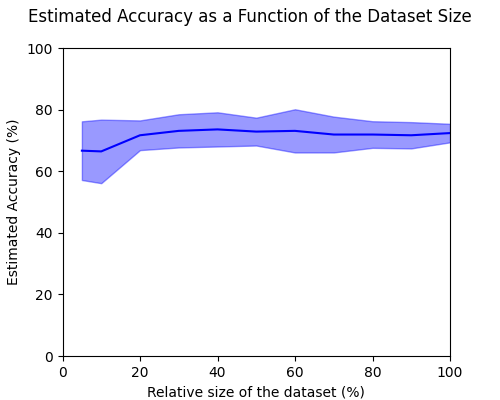 Estimated Accuracy as a Function of the Dataset Size
100
80
60
40
20
0
Estimated Accuracy (%)
0 20 40 60 80 100
Relative size of the dataset (%)